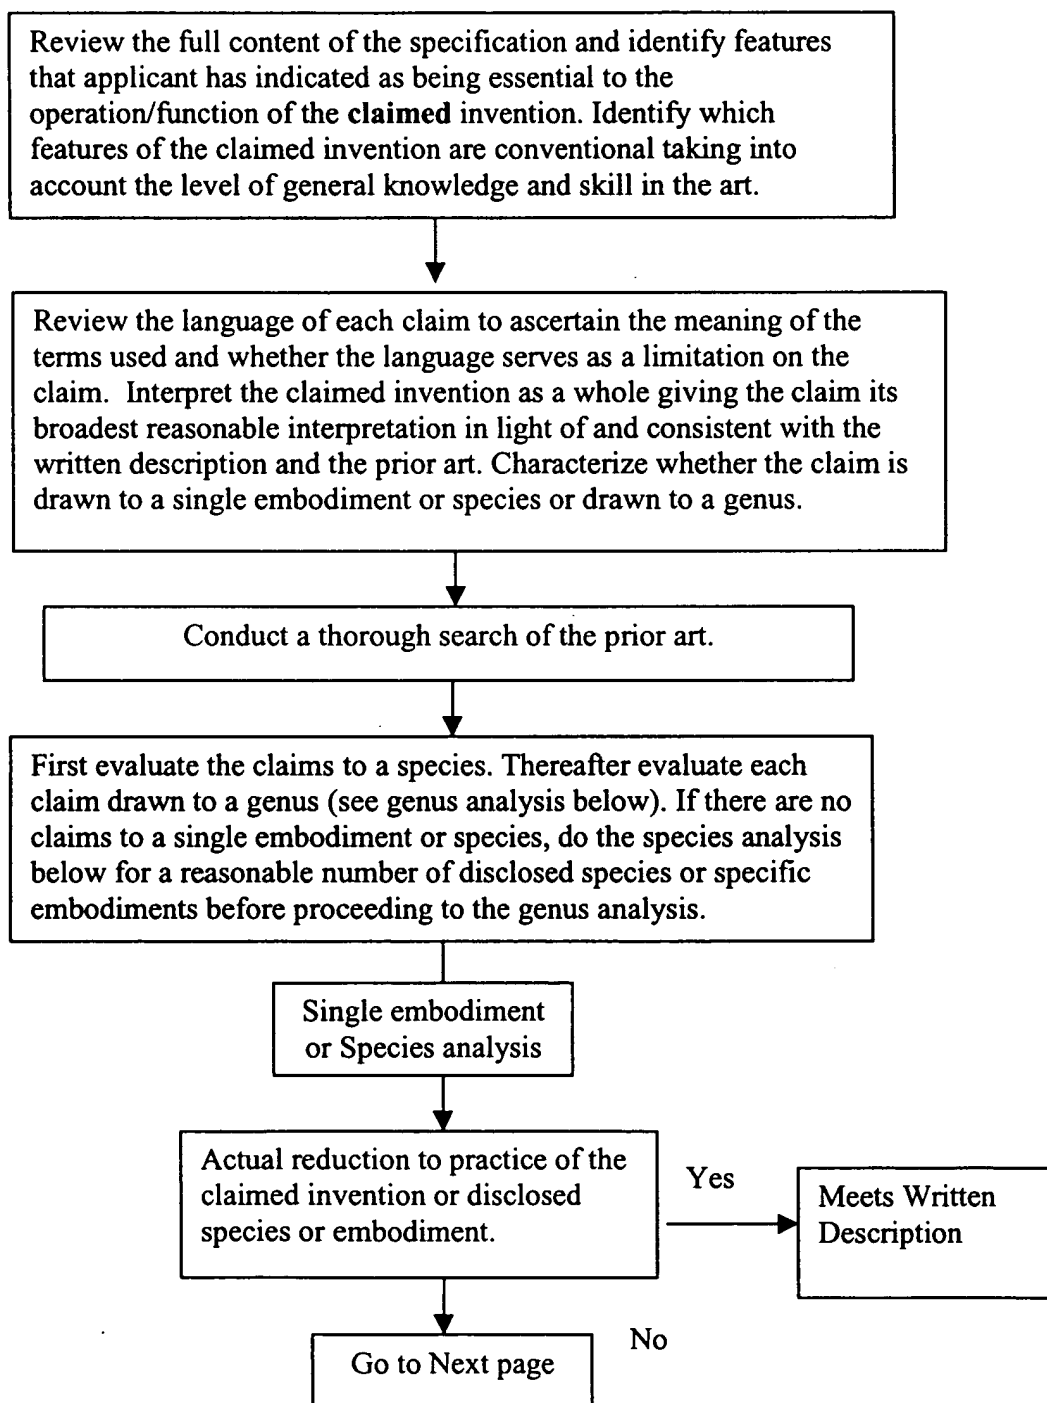 Review the full content of the specification and identify features
that applicant has indicated as being essential to the
operation/function of the claimed invention. Identify which
features of the claimed invention are conventional taking into
account the level of general knowledge and skill in the art.
Review the language of each claim to ascertain the meaning of the
terms used and whether the language serves as a limitation on the
claim. Interpret the claimed invention as a whole giving the claim its
broadest reasonable interpretation in light of and consistent with the
written description and the prior art. Characterize whether the claim is
drawn to a single embodiment or species or drawn to a genus.
Conduct a thorough search of the prior art.
First evaluate the claims to a species. Thereafter evaluate each
claim drawn to a genus (see genus analysis below). If there are no
claims to a single embodiment or species, do the species analysis
below for a reasonable number of disclosed species or specific
embodiments before proceeding to the genus analysis.
Single embodiment
or Species analysis
Actual reduction to practice of the
claimed invention or disclosed
species or embodiment.
Yes
Meets Written
Description
No
Go to Next page